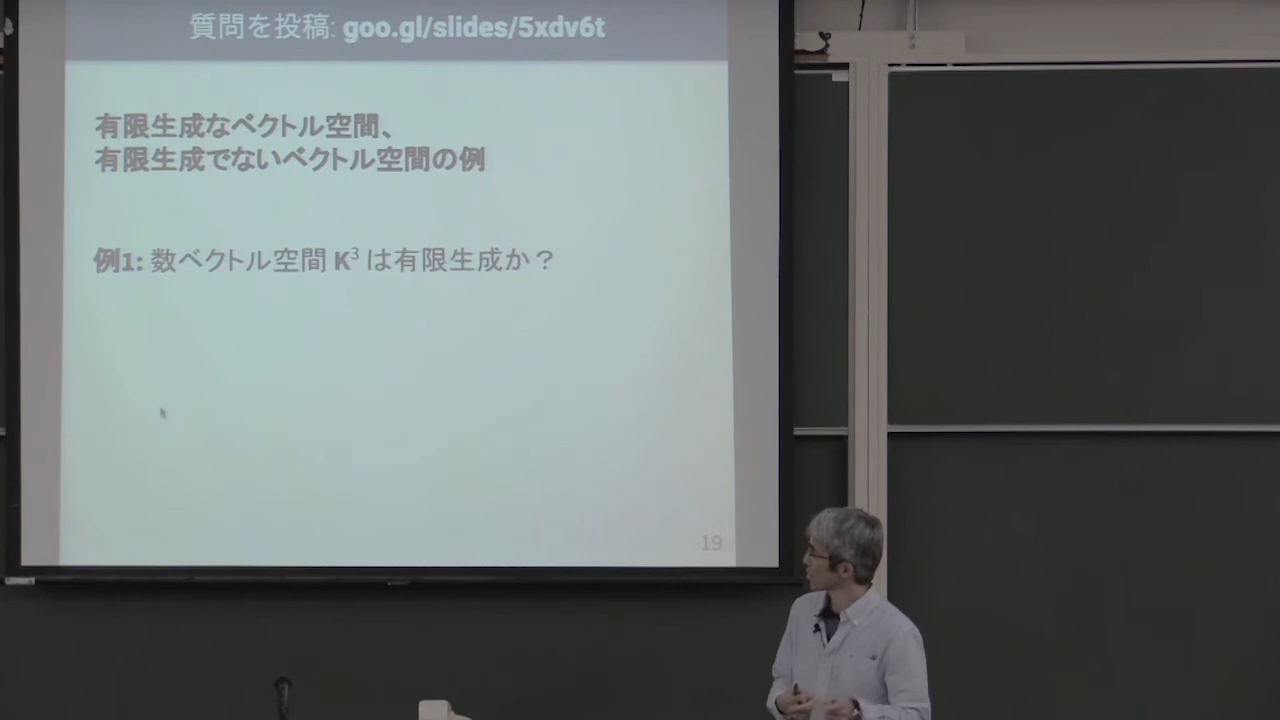 質問を投稿: goo.gl/slides/5xdv6t
有限生成なベクトル空間、
有限生成でないベクトル空間の例
例1: 数ベクトル空間 K³ は有限生成か？
19